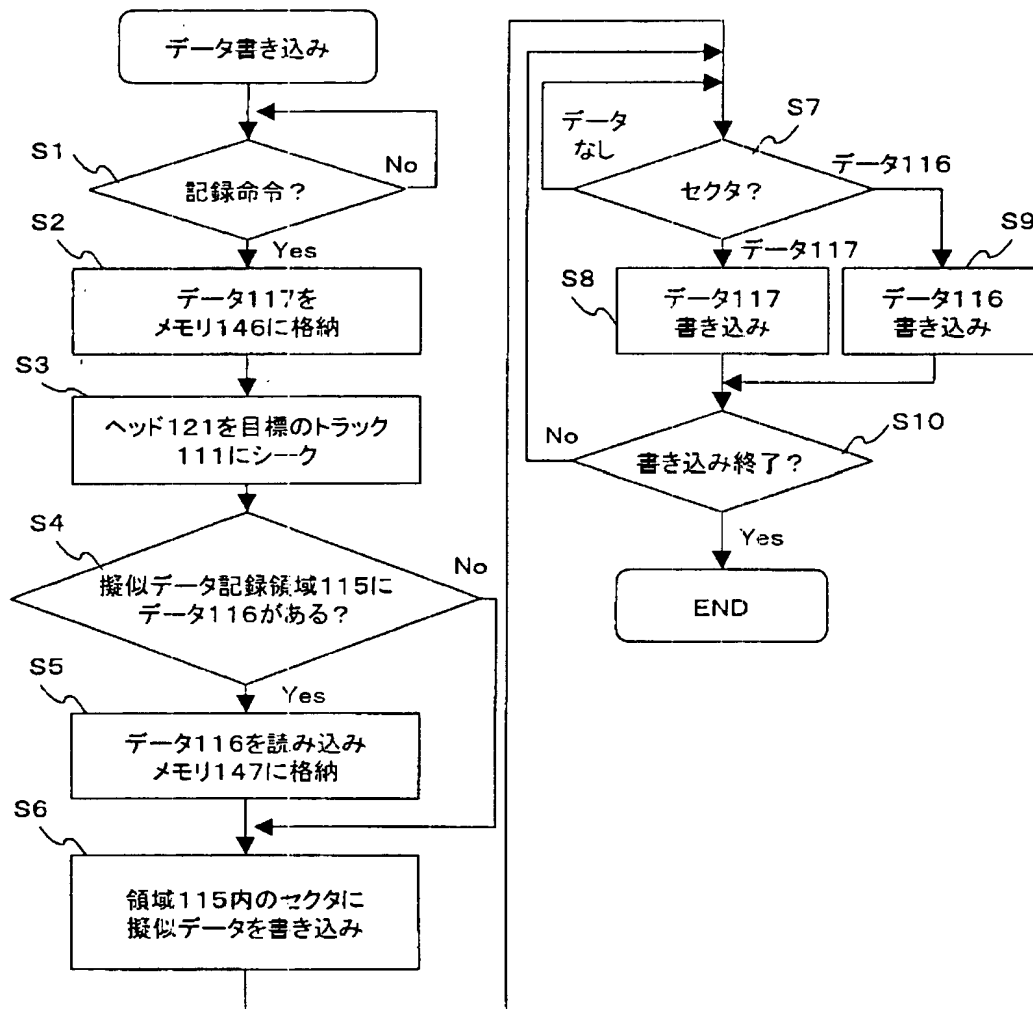 データ書き込み
S1
記録命令?
No
Yes
S2
データ117を
メモリ146に格納
S3
ヘッド121を目標のトラック
111にシーク
S4
擬似データ記録領域115に
データ116がある?
No
Yes
S5
データ116を読み込み
メモリ147に格納
S6
領域115内のセクタに
擬似データを書き込み
S7
データ
なし
セクタ?
データ116
データ117
S8
データ117
書き込み
S9
データ116
書き込み
S10
書き込み終了?
No
Yes
END